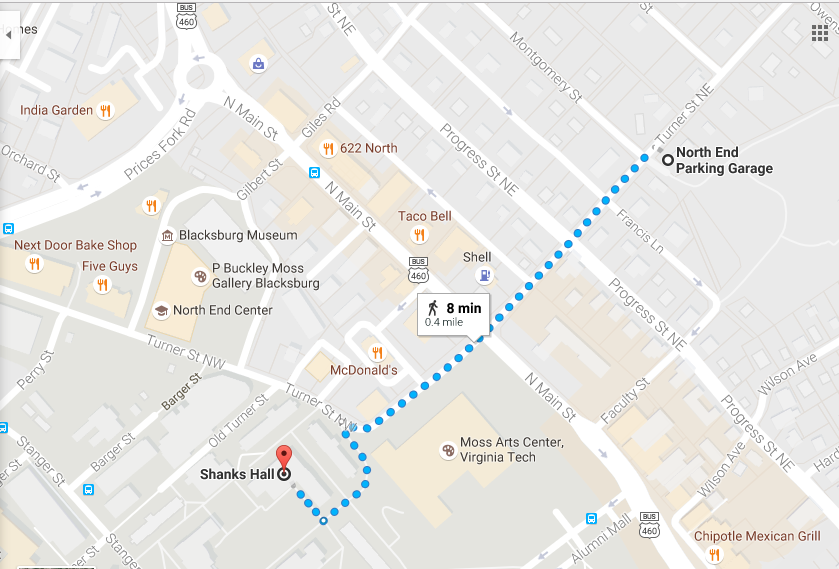 BUS
460
St NE
St
Owens
omes
Montgomery St
Turner St NE
India Garden
N Main St
Giles Rd
Prices Fork Rd
622 North
Progress St NE
North End
Parking Garage
Orchard St
Gilbert St
N Main St
Francis Ln
Taco Bell
Blacksburg Museum
Next Door Bake Shop
Five Guys
P Buckley Moss
Gallery Blacksburg
BUS
460
Shell
North End Center
8 min
0.4 mile
Progress St NE
Turner St NW
McDonald's
Perry St
Barger St
Turner St NW
N Main St
Faculty St
Wilson Ave
Old Turner St
Progress St NE
Barger St
Stanger St
Moss Arts Center,
Virginia Tech
Shanks Hall
Wilson Ave
Hard
er St
Stanger
BUS
460
Alumni Mall
Chipotle Mexican Grill